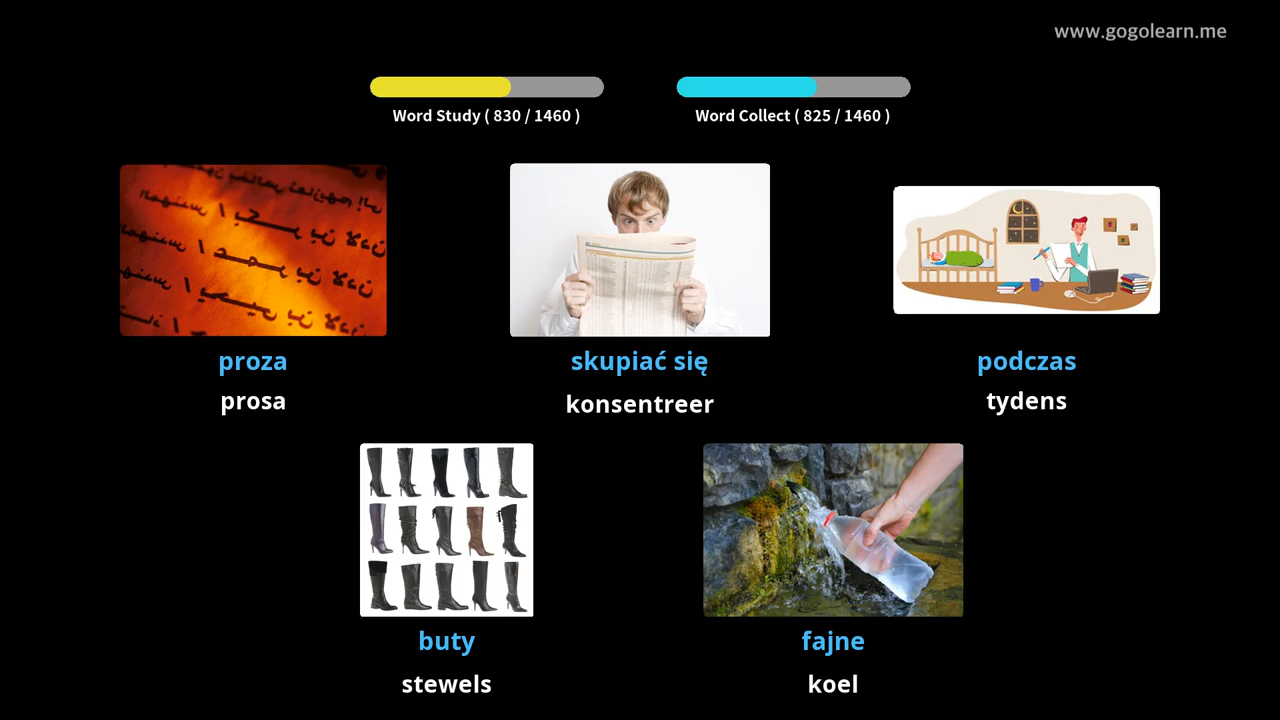 www.gogolearn.me
Word Study ( 830 / 1460 )
Word Collect ( 825 / 1460 )
proza
prosa
skupiać się
konsentreer
podczas
tydens
buty
stewels
fajne
koel